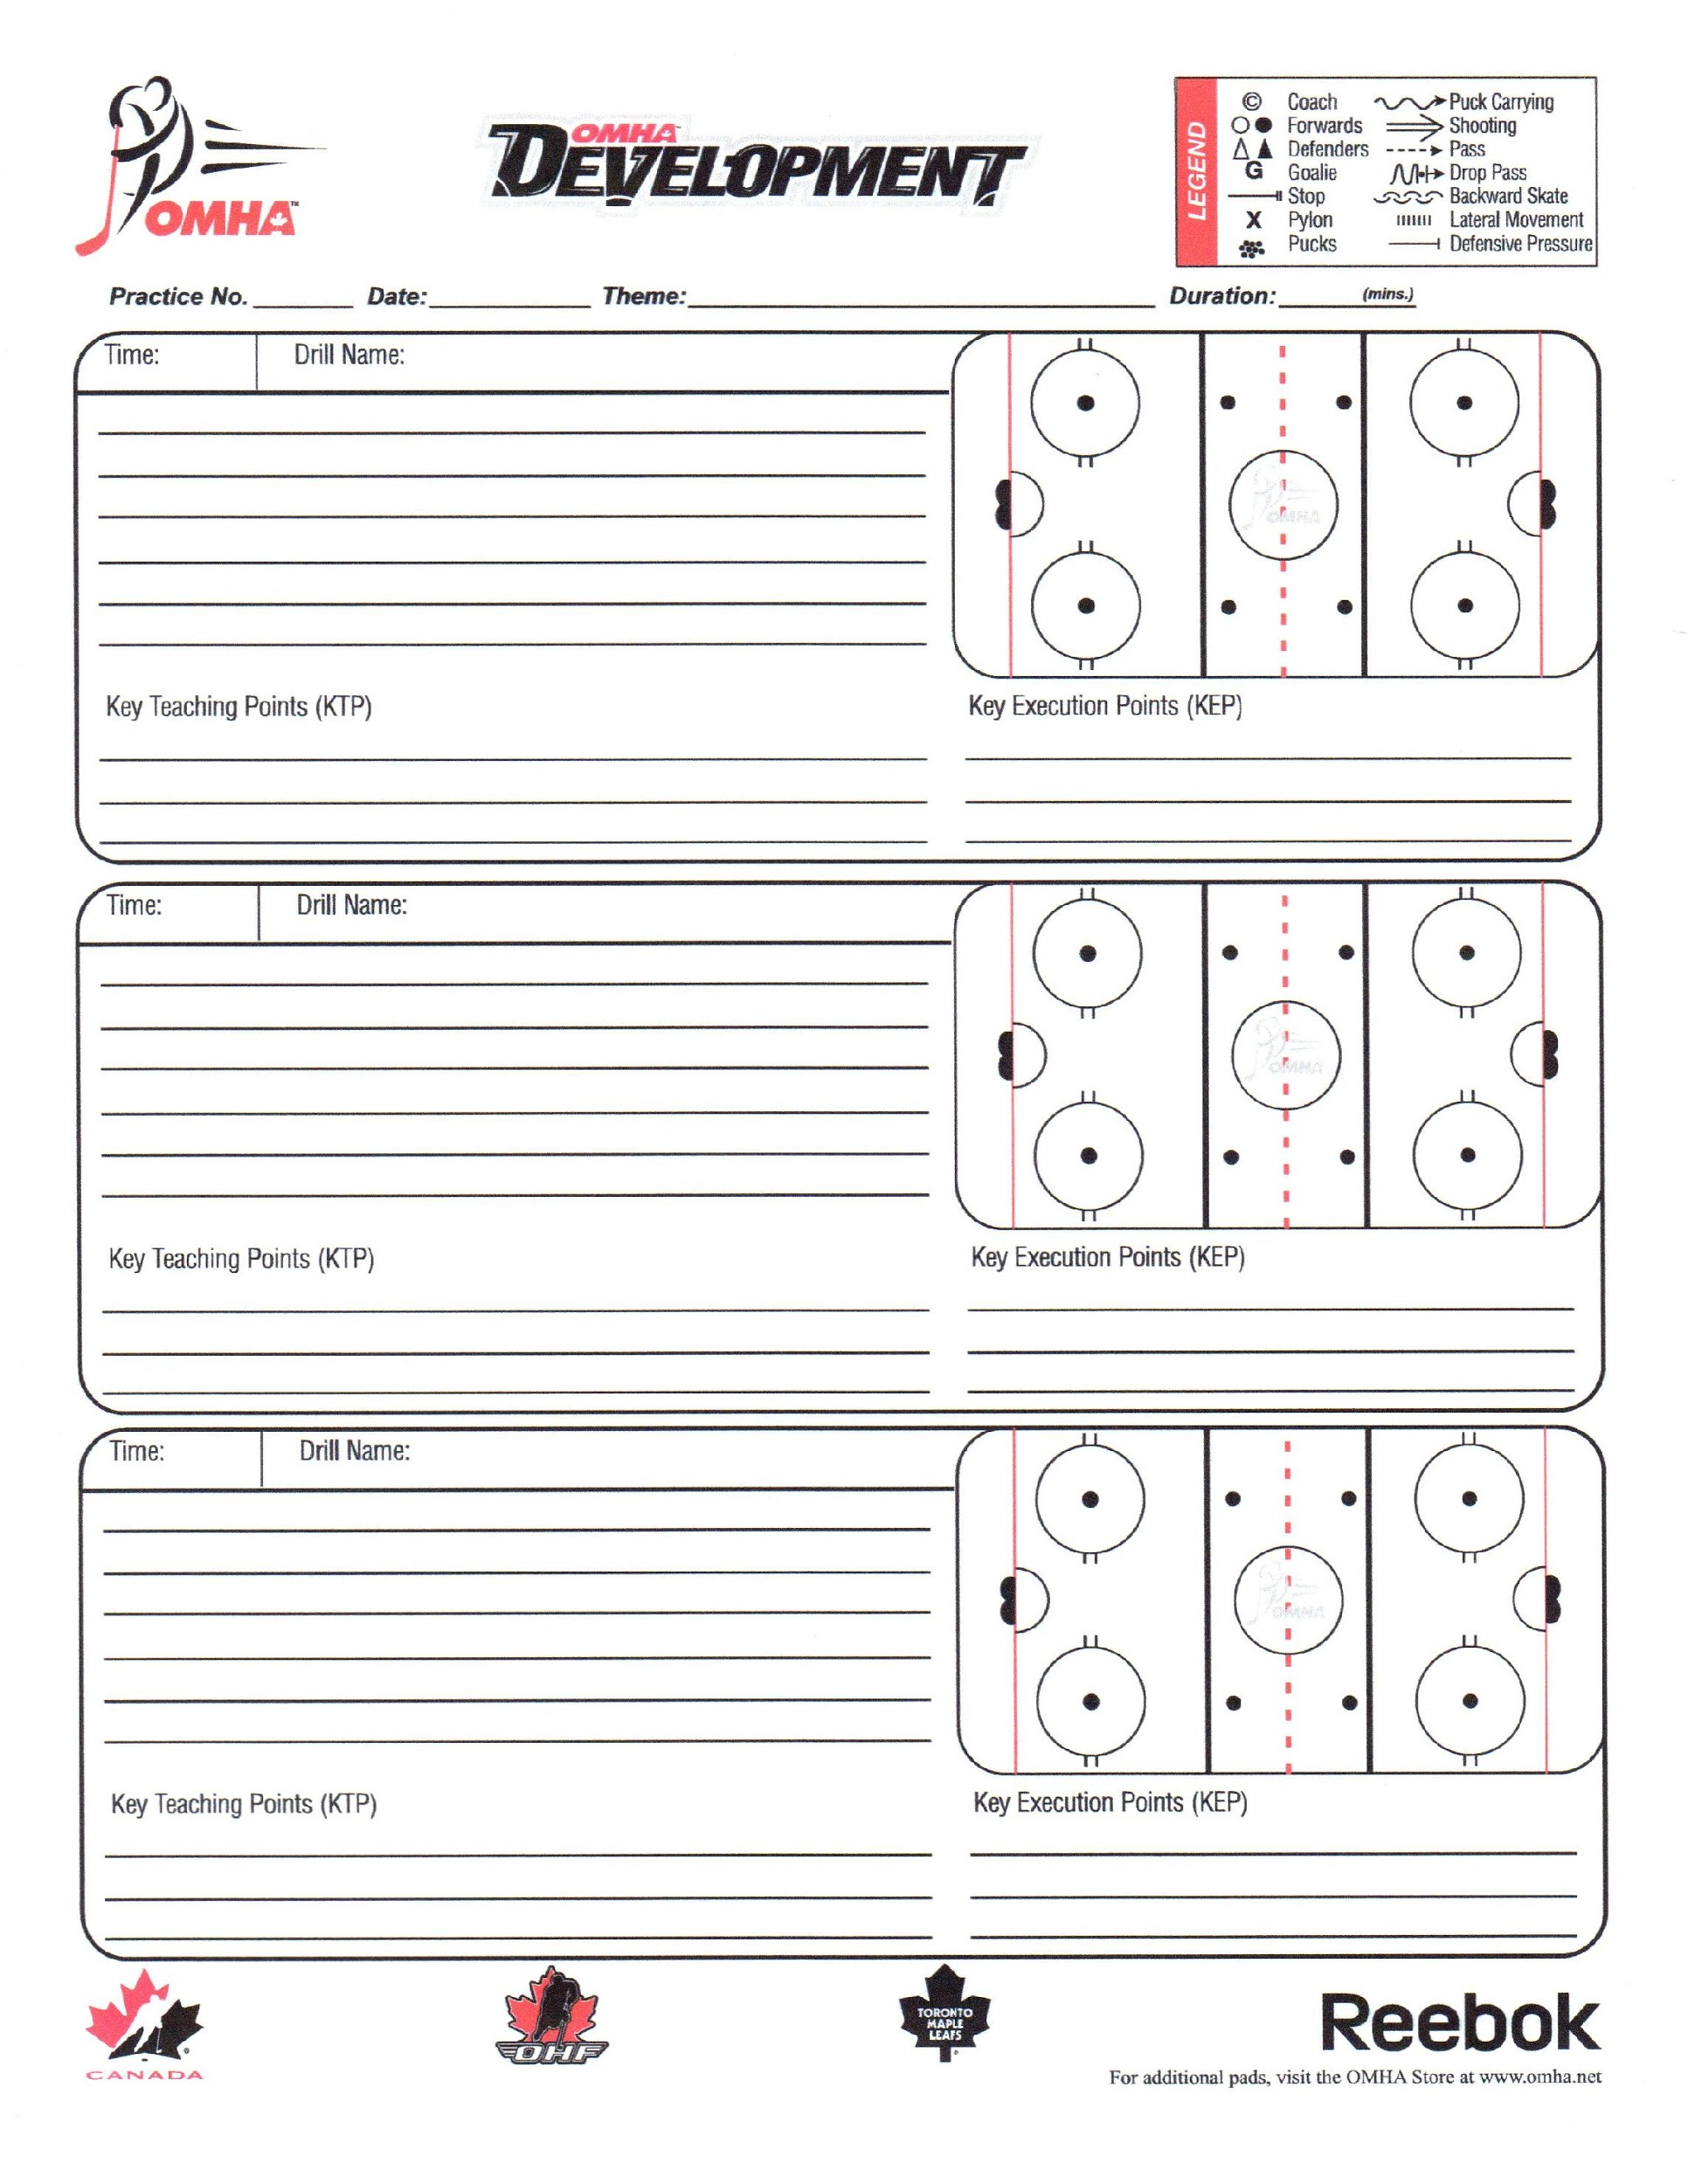 OMHA™
OMHA™
DEVELOPMENT
LEGEND
© Coach
Forwards
Defenders
G Goalie
Stop
X Pylon
Pucks
Puck Carrying
Shooting
Pass
Drop Pass
Backward Skate
Lateral Movement
Defensive Pressure
Practice No. Date: Theme: Duration: (mins.)
Time: Drill Name:
OMHA
Key Teaching Points (KTP) Key Execution Points (KEP)
Time: Drill Name:
OMHA
Key Teaching Points (KTP) Key Execution Points (KEP)
Time: Drill Name:
OMHA
Key Teaching Points (KTP) Key Execution Points (KEP)
CANADA
OHF
TORONTO
MAPLE
LEAFS
Reebok
For additional pads, visit the OMHA Store at www.omha.net